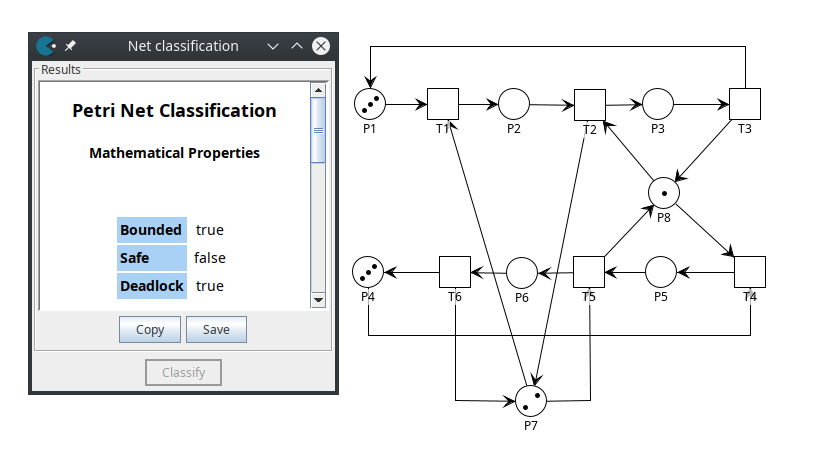 Net classification
Results
Petri Net Classification
Mathematical Properties
Bounded true
Safe false
Deadlock true
Copy Save
Classify
P1 T1 P2 T2 P3 T3
P8
P4 T6 P6 T5 P5 T4
P7